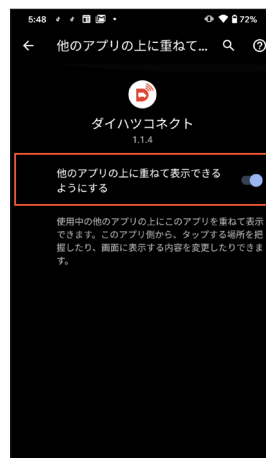 5:48
72%
他のアプリの上に重ねて...
ダイハツコネクト
1.1.4
他のアプリの上に重ねて表示できる
ようにする
使用中の他のアプリの上にこのアプリを重ねて表示
できます。このアプリ側から、タップする場所を把
握したり、画面に表示する内容を変更したりできま
す。